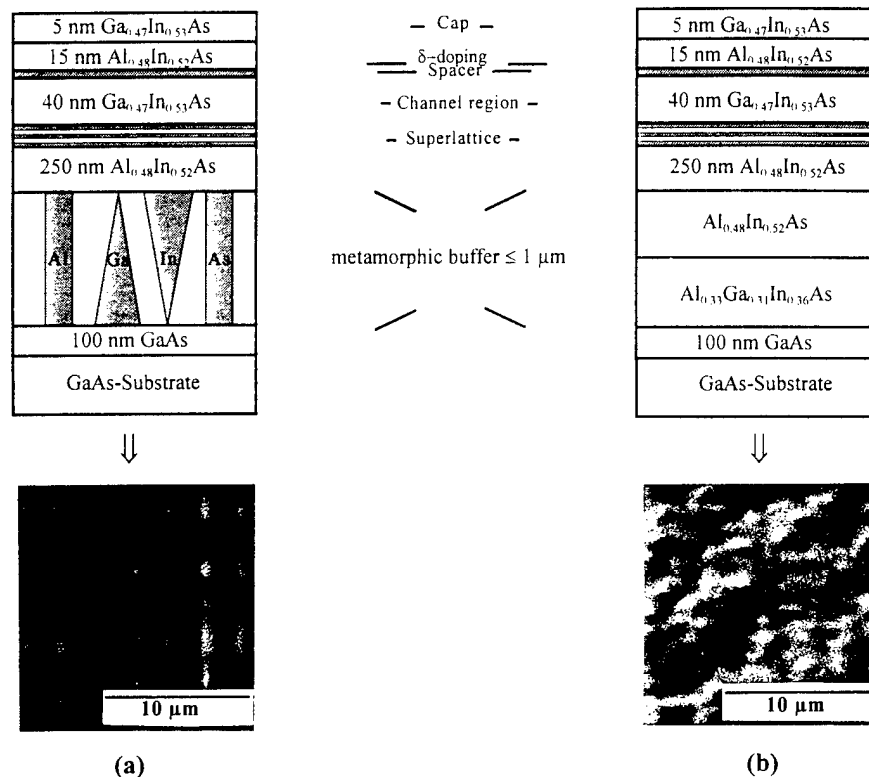 5 nm Ga0.47In0.53As
15 nm Al0.48In0.52As
40 nm Ga0.47In0.53As
250 nm Al0.48In0.52As
Al Ga In As
100 nm GaAs
GaAs-Substrate
⇓
10 µm
(a)
– Cap –
δ-doping
Spacer
– Channel region –
– Superlattice –
metamorphic buffer ≤ 1 µm
5 nm Ga0.47In0.53As
15 nm Al0.48In0.52As
40 nm Ga0.47In0.53As
250 nm Al0.48In0.52As
Al0.48In0.52As
Al0.33Ga0.31In0.36As
100 nm GaAs
GaAs-Substrate
⇓
10 µm
(b)